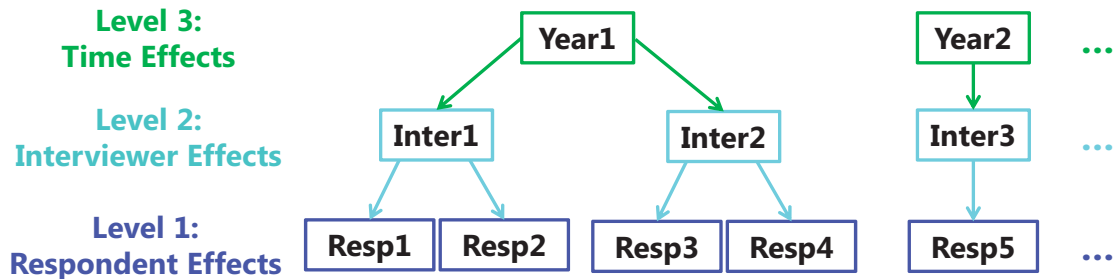 Level 3:
Time Effects
Year1
Year2
...
Level 2:
Interviewer Effects
Inter1
Inter2
Inter3
...
Level 1:
Respondent Effects
Resp1
Resp2
Resp3
Resp4
Resp5
...